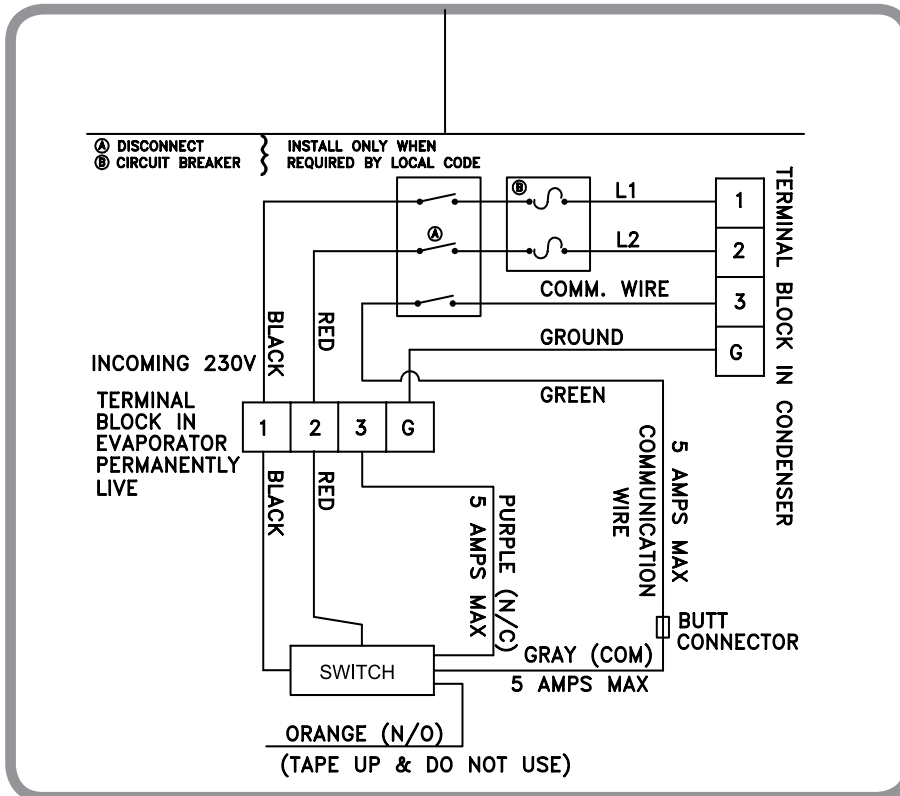 Ⓐ DISCONNECT
Ⓑ CIRCUIT BREAKER
INSTALL ONLY WHEN
REQUIRED BY LOCAL CODE
Ⓑ
L1
1
Ⓐ
L2
2
COMM. WIRE
3
GROUND
G
TERMINAL BLOCK IN CONDENSER
BLACK
RED
INCOMING 230V
GREEN
TERMINAL
BLOCK IN
EVAPORATOR
PERMANENTLY
LIVE
1
2
3
G
BLACK
RED
PURPLE (N/C)
5 AMPS MAX
5 AMPS MAX
COMMUNICATION
WIRE
BUTT
CONNECTOR
SWITCH
GRAY (COM)
5 AMPS MAX
ORANGE (N/O)
(TAPE UP & DO NOT USE)